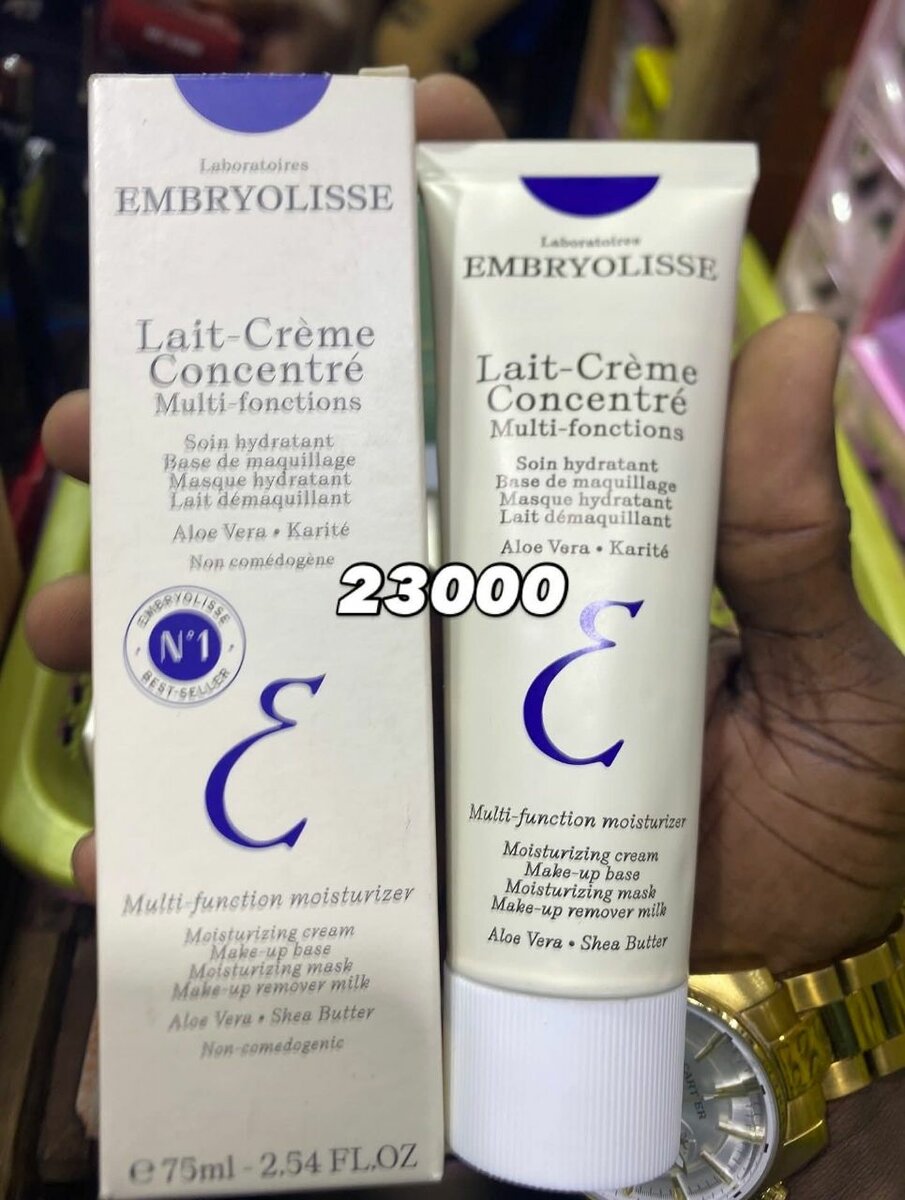 Laboratoires
EMBRYOLISSE
Lait-Crème
Concentré
Multi-fonctions
Soin hydratant
Base de maquillage
Masque hydratant
Lait démaquillant
Aloe Vera • Karité
Non comédogène
EMBRYOLISSE
N°1
BEST-SELLER
Multi-function moisturizer
Moisturizing cream
Make-up base
Moisturizing mask
Make-up remover milk
Aloe Vera • Shea Butter
Non-comedogenic
e 75ml - 2.54 FL.OZ
Laboratoires
EMBRYOLISSE
Lait-Crème
Concentré
Multi-fonctions
Soin hydratant
Base de maquillage
Masque hydratant
Lait démaquillant
Aloe Vera • Karité
Multi-function moisturizer
Moisturizing cream
Make-up base
Moisturizing mask
Make-up remover milk
Aloe Vera • Shea Butter
23000